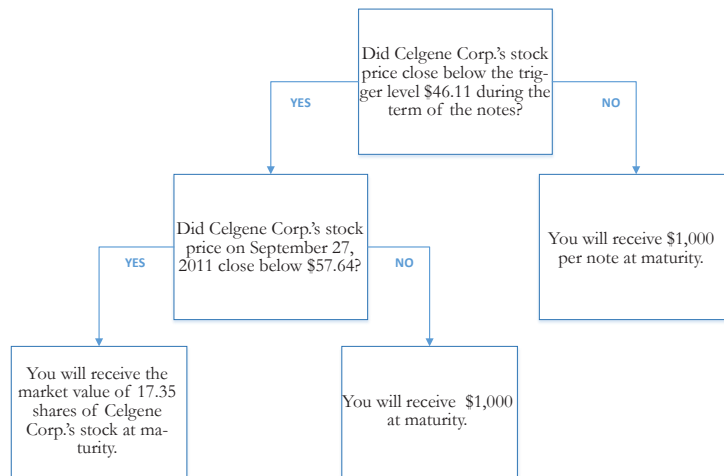 Did Celgene Corp.'s stock
price close below the trig-
ger level $46.11 during the
term of the notes?
YES
NO
Did Celgene Corp.'s stock
price on September 27,
2011 close below $57.64?
You will receive $1,000
per note at maturity.
YES
NO
You will receive the
market value of 17.35
shares of Celgene
Corp.'s stock at ma-
turity.
You will receive $1,000
at maturity.